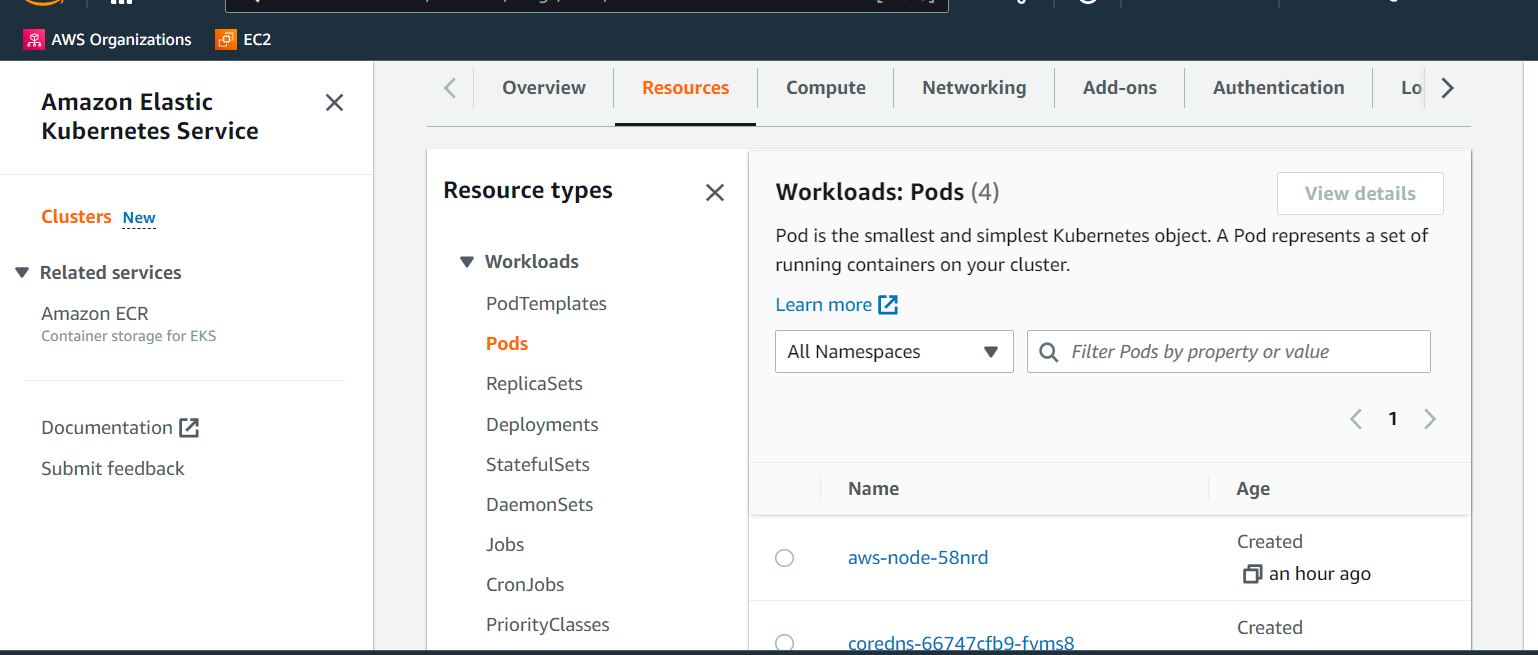 AWS Organizations EC2
Amazon Elastic
Kubernetes Service
Clusters New
Related services
Amazon ECR
Container storage for EKS
Documentation
Submit feedback
Overview Resources Compute Networking Add-ons Authentication Lo
Resource types
Workloads
PodTemplates
Pods
ReplicaSets
Deployments
StatefulSets
DaemonSets
Jobs
CronJobs
PriorityClasses
Workloads: Pods (4)
View details
Pod is the smallest and simplest Kubernetes object. A Pod represents a set of
running containers on your cluster.
Learn more
All Namespaces
Filter Pods by property or value
1
Name Age
aws-node-58nrd
Created
an hour ago
coredns-66747cfb9-fvms8
Created